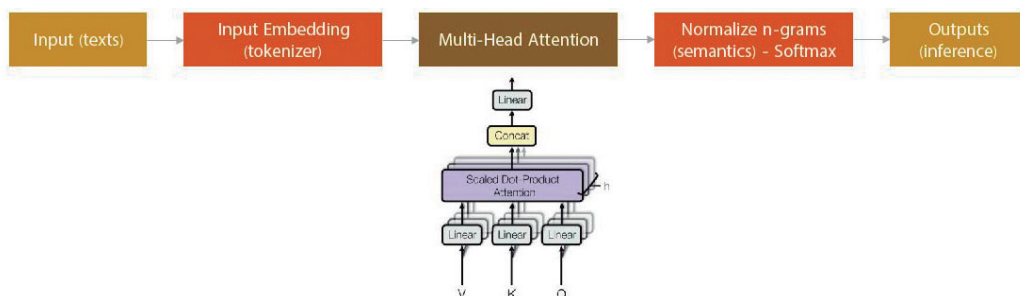 Input (texts)
Input Embedding
(tokenizer)
Multi-Head Attention
Normalize n-grams
(semantics) - Softmax
Outputs
(inference)
Linear
Concat
Scaled Dot-Product
Attention
h
Linear
Linear
Linear
V
K
Q